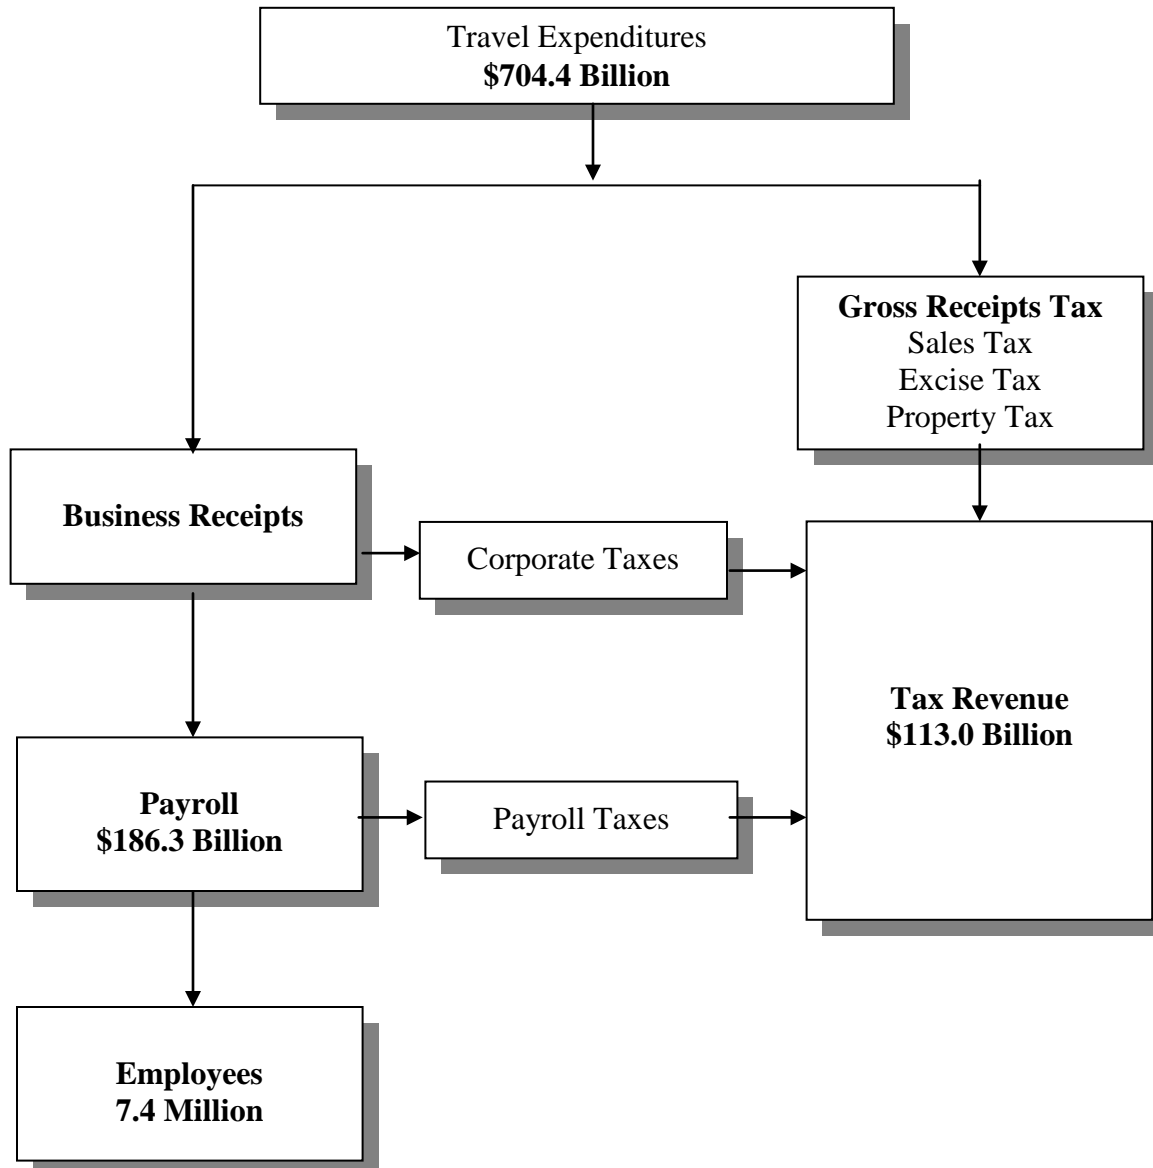 Travel Expenditures
$704.4 Billion
Gross Receipts Tax
Sales Tax
Excise Tax
Property Tax
Business Receipts
Corporate Taxes
Tax Revenue
$113.0 Billion
Payroll
$186.3 Billion
Payroll Taxes
Employees
7.4 Million